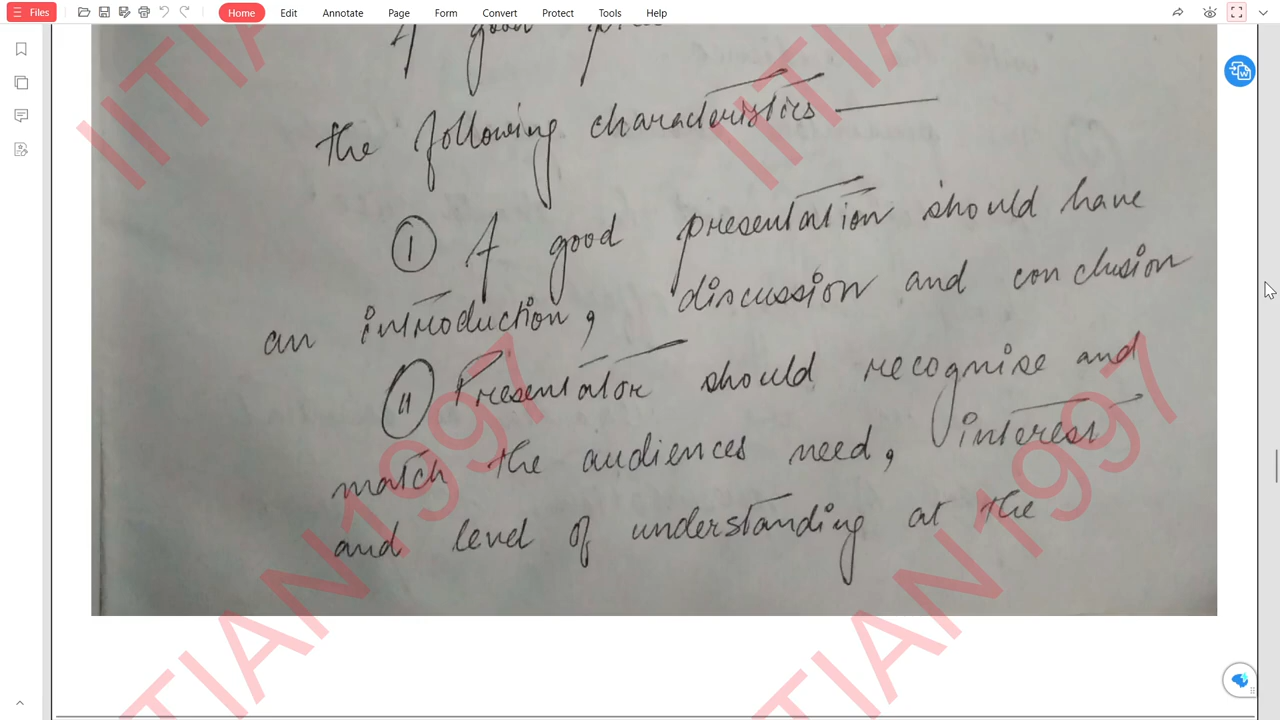 Files
Home Edit Annotate Page Form Convert Protect Tools Help
A good
the following characteristics —
I A good presentation should have
an introduction, discussion and conclusion
II Presentator should recognise and
match the audiences need, interest
and level of understanding at the
IITIAN1997